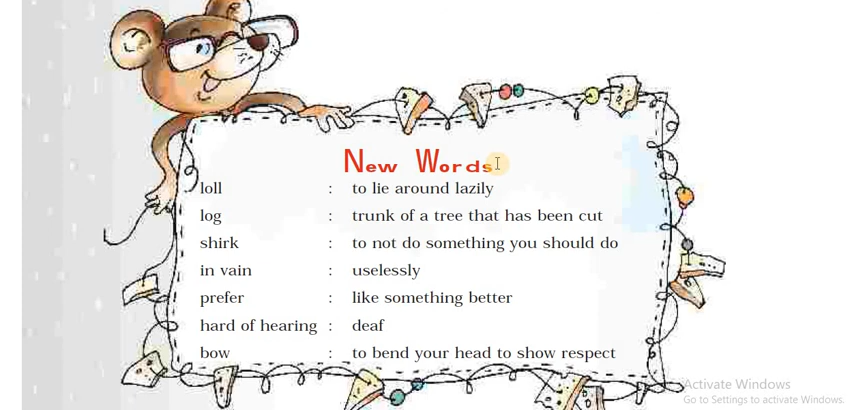 New Words
loll : to lie around lazily
log : trunk of a tree that has been cut
shirk : to not do something you should do
in vain : uselessly
prefer : like something better
hard of hearing : deaf
bow : to bend your head to show respect
Activate Windows
Go to Settings to activate Windows.